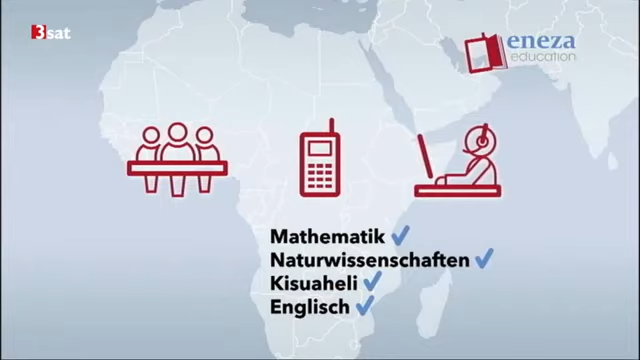 3sat
eneza
education
Mathematik
Naturwissenschaften
Kisuaheli
Englisch